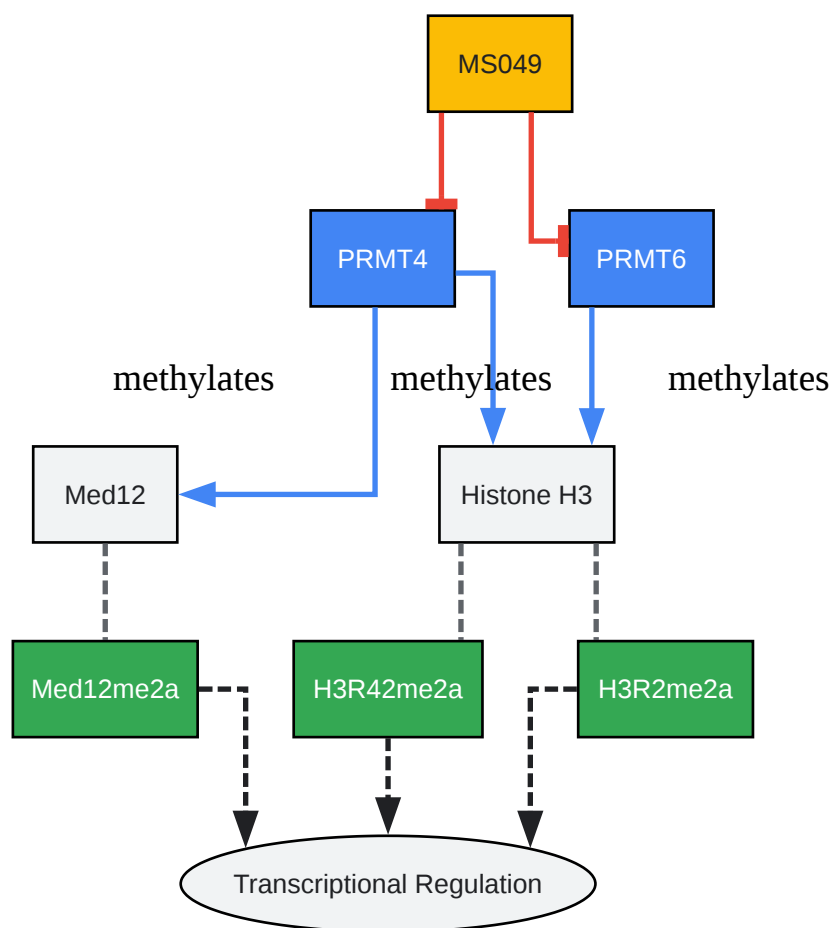 MS049
PRMT4
PRMT6
methylates
methylates
methylates
Med12
Histone H3
Med12me2a
H3R42me2a
H3R2me2a
Transcriptional Regulation